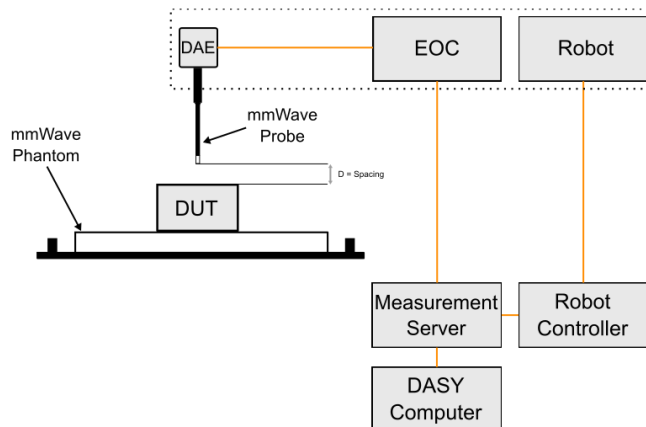 DAE
EOC
Robot
mmWave
Phantom
mmWave
Probe
D = Spacing
DUT
Measurement
Server
Robot
Controller
DASY
Computer